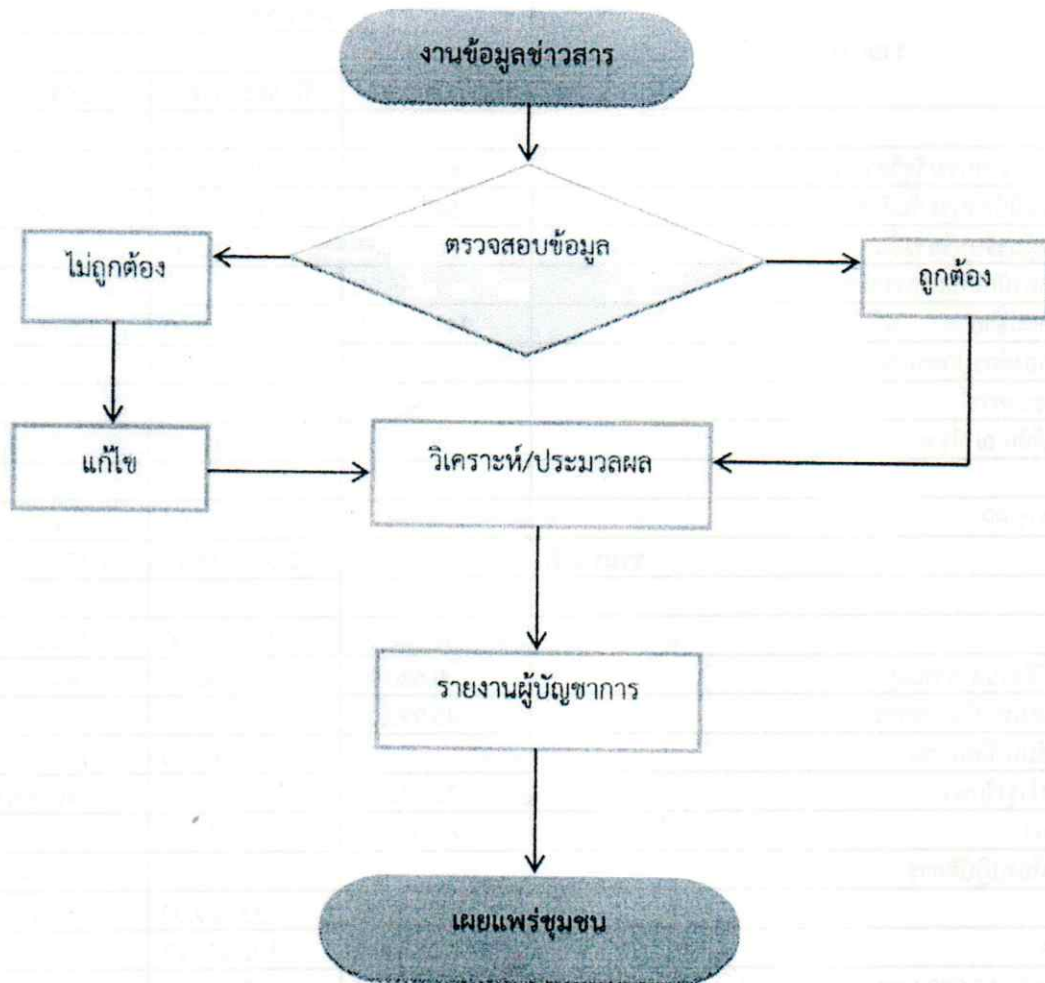 งานข้อมูลข่าวสาร
ตรวจสอบข้อมูล
ไม่ถูกต้อง
ถูกต้อง
แก้ไข
วิเคราะห์/ประมวลผล
รายงานผู้บัญชาการ
เผยแพร่ชุมชน